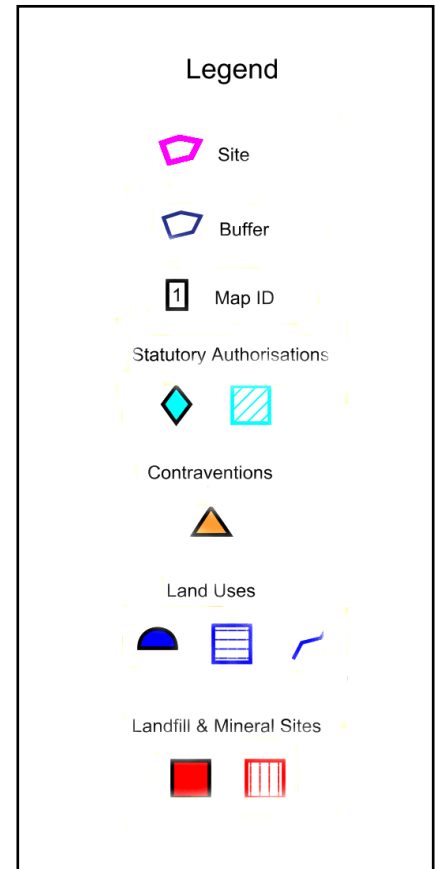 Legend
Site
Buffer
1 Map ID
Statutory Authorisations
Contraventions
Land Uses
Landfill & Mineral Sites